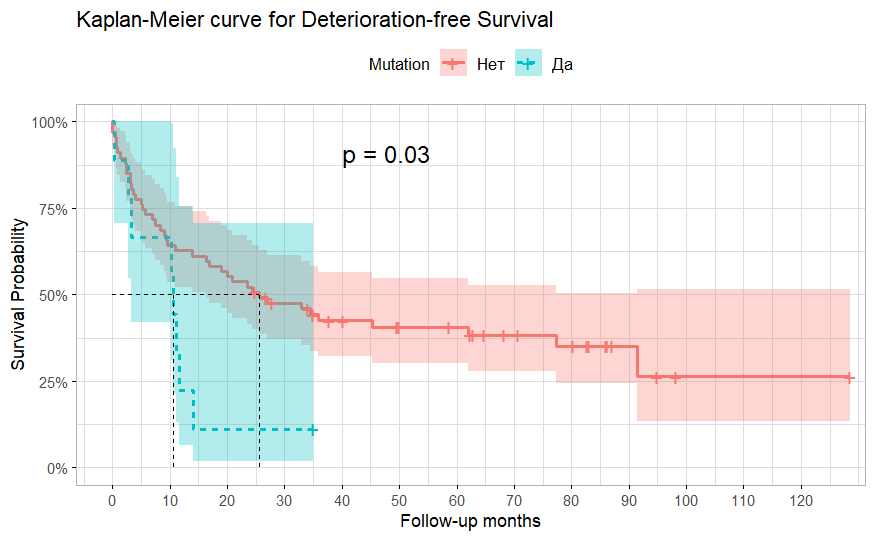 Kaplan-Meier curve for Deterioration-free Survival
Mutation Нет Да
p = 0.03
100%
75%
50%
25%
0%
Survival Probability
0 10 20 30 40 50 60 70 80 90 100 110 120
Follow-up months